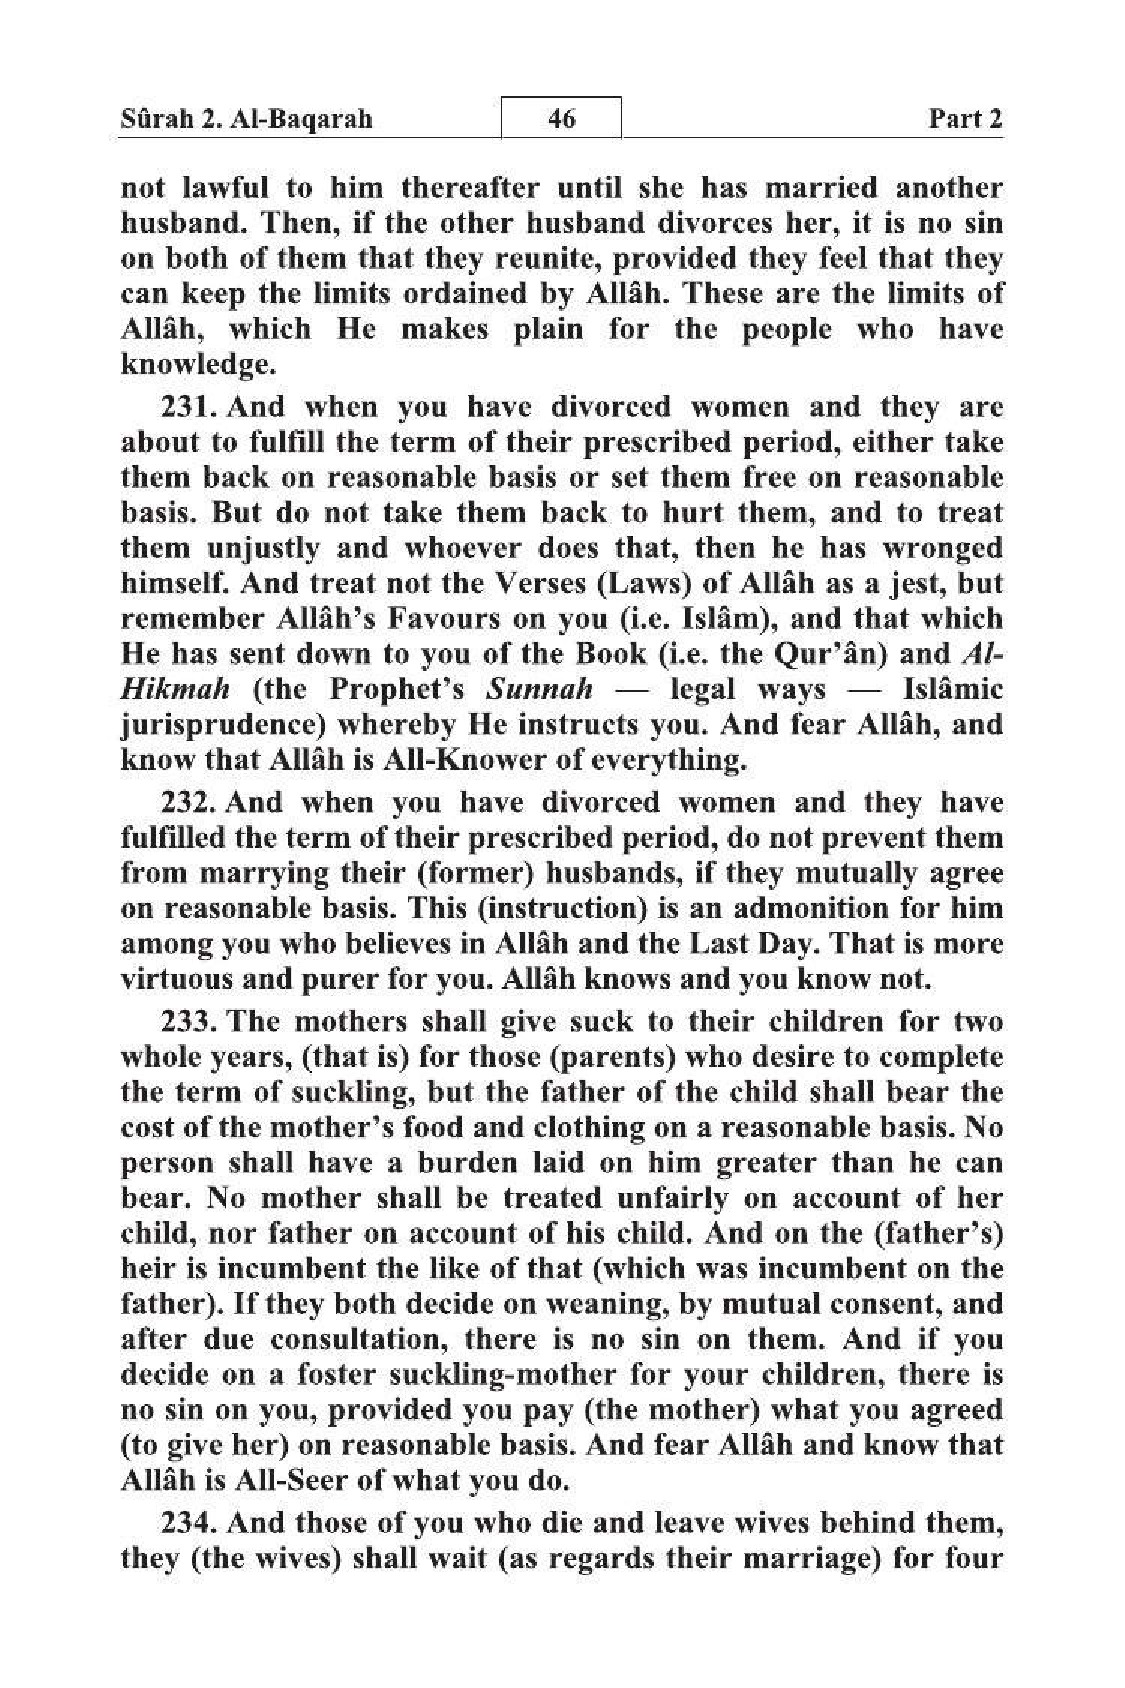 Sûrah 2. Al-Baqarah 46 Part 2
not lawful to him thereafter until she has married another
husband. Then, if the other husband divorces her, it is no sin
on both of them that they reunite, provided they feel that they
can keep the limits ordained by Allâh. These are the limits of
Allâh, which He makes plain for the people who have
knowledge.
231. And when you have divorced women and they are
about to fulfill the term of their prescribed period, either take
them back on reasonable basis or set them free on reasonable
basis. But do not take them back to hurt them, and to treat
them unjustly and whoever does that, then he has wronged
himself. And treat not the Verses (Laws) of Allâh as a jest, but
remember Allâh’s Favours on you (i.e. Islâm), and that which
He has sent down to you of the Book (i.e. the Qur’ân) and Al-
Hikmah (the Prophet’s Sunnah — legal ways — Islâmic
jurisprudence) whereby He instructs you. And fear Allâh, and
know that Allâh is All-Knower of everything.
232. And when you have divorced women and they have
fulfilled the term of their prescribed period, do not prevent them
from marrying their (former) husbands, if they mutually agree
on reasonable basis. This (instruction) is an admonition for him
among you who believes in Allâh and the Last Day. That is more
virtuous and purer for you. Allâh knows and you know not.
233. The mothers shall give suck to their children for two
whole years, (that is) for those (parents) who desire to complete
the term of suckling, but the father of the child shall bear the
cost of the mother’s food and clothing on a reasonable basis. No
person shall have a burden laid on him greater than he can
bear. No mother shall be treated unfairly on account of her
child, nor father on account of his child. And on the (father’s)
heir is incumbent the like of that (which was incumbent on the
father). If they both decide on weaning, by mutual consent, and
after due consultation, there is no sin on them. And if you
decide on a foster suckling-mother for your children, there is
no sin on you, provided you pay (the mother) what you agreed
(to give her) on reasonable basis. And fear Allâh and know that
Allâh is All-Seer of what you do.
234. And those of you who die and leave wives behind them,
they (the wives) shall wait (as regards their marriage) for four